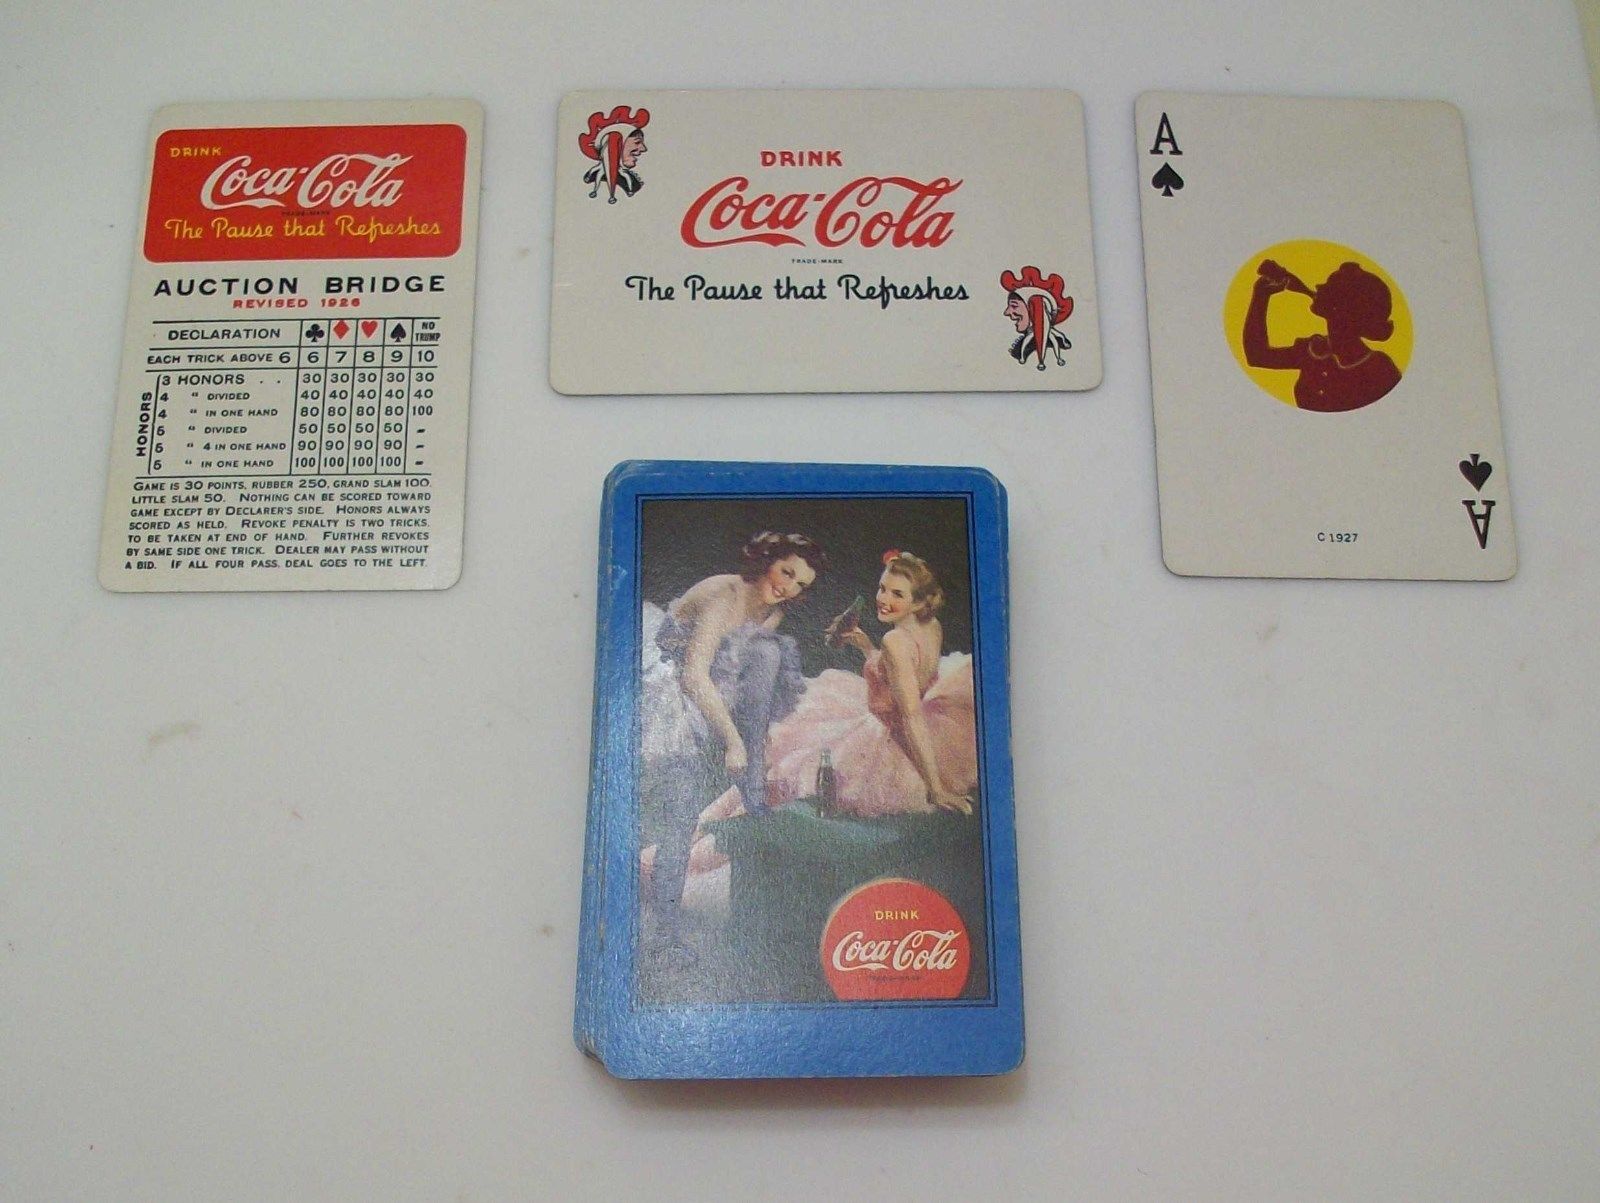 DRINK
Coca-Cola
TRADE-MARK
The Pause that Refreshes
AUCTION BRIDGE
REVISED 1926
DECLARATION ♣ ♦ ♥ ♠ NO TRUMP
EACH TRICK ABOVE 6 6 7 8 9 10
HONORS
3 HONORS . . 30 30 30 30 30
4 " DIVIDED 40 40 40 40 40
4 " IN ONE HAND 80 80 80 80 100
5 " DIVIDED 50 50 50 50 -
5 " 4 IN ONE HAND 90 90 90 90 -
5 " IN ONE HAND 100 100 100 100 -
GAME IS 30 POINTS, RUBBER 250, GRAND SLAM 100.
LITTLE SLAM 50. NOTHING CAN BE SCORED TOWARD
GAME EXCEPT BY DECLARER'S SIDE. HONORS ALWAYS
SCORED AS HELD. REVOKE PENALTY IS TWO TRICKS,
TO BE TAKEN AT END OF HAND. FURTHER REVOKES
BY SAME SIDE ONE TRICK. DEALER MAY PASS WITHOUT
A BID. IF ALL FOUR PASS, DEAL GOES TO THE LEFT.
DRINK
Coca-Cola
TRADE-MARK
The Pause that Refreshes
A
C 1927
A
DRINK
Coca-Cola
TRADE-MARK